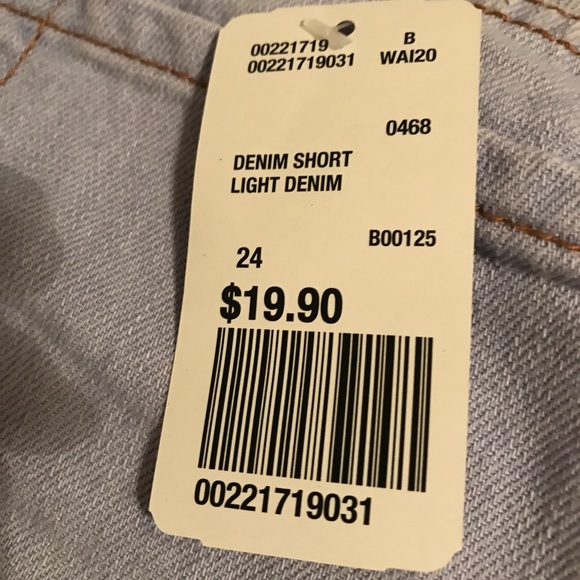 00221719 B
00221719031 WAI20
0468
DENIM SHORT
LIGHT DENIM
B00125
24
$19.90
00221719031